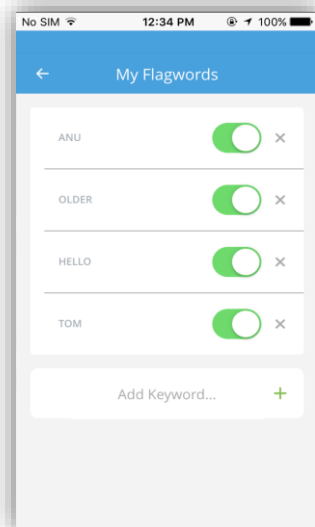 No SIM 12:34 PM 100%
My Flagwords
ANU
OLDER
HELLO
TOM
Add Keyword...